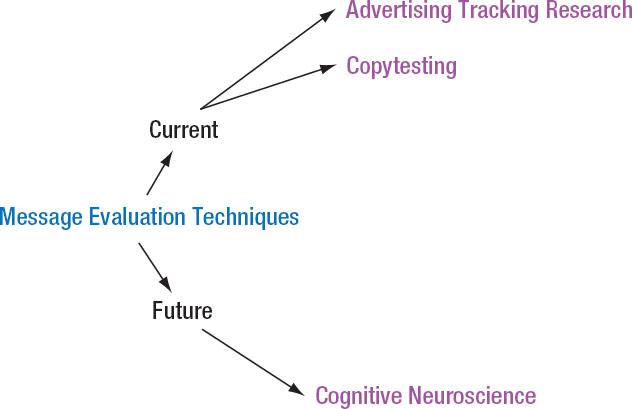 Advertising Tracking Research
Copytesting
Current
Message Evaluation Techniques
Future
Cognitive Neuroscience